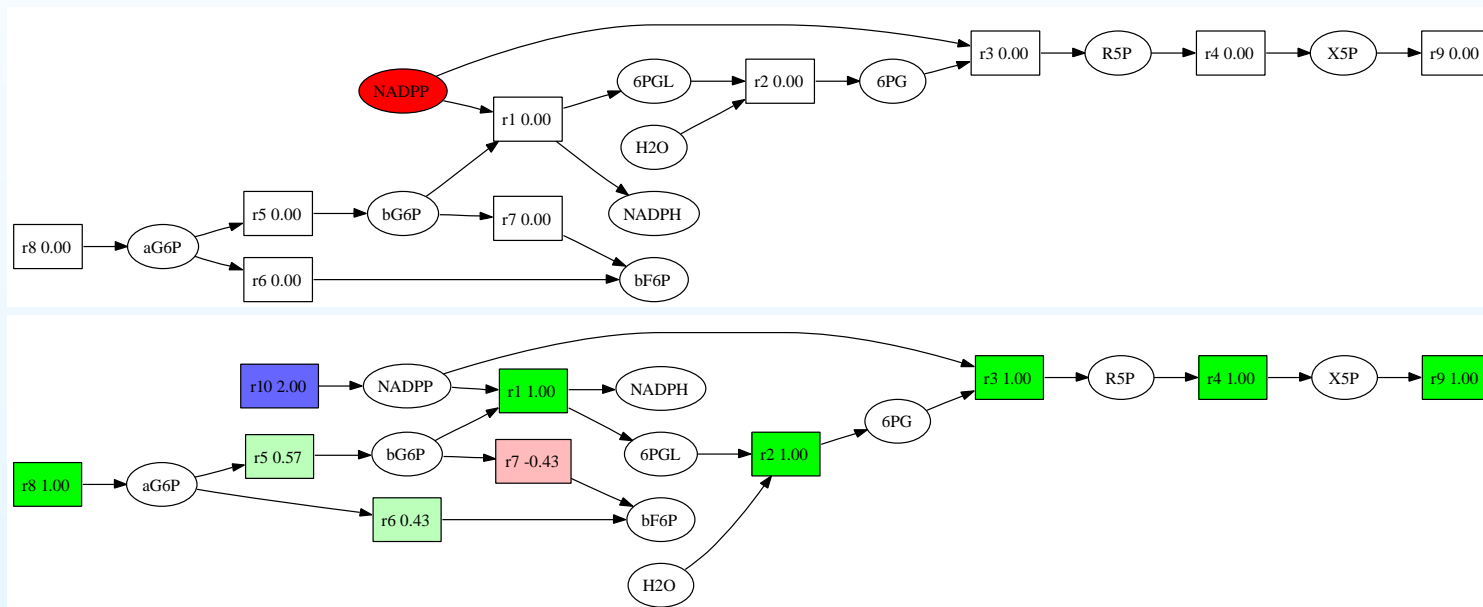 r3 0.00
R5P
r4 0.00
X5P
r9 0.00
NADPP
6PGL
r2 0.00
6PG
r1 0.00
H2O
r5 0.00
bG6P
r7 0.00
NADPH
r8 0.00
aG6P
r6 0.00
bF6P
r10 2.00
NADPP
r1 1.00
NADPH
r3 1.00
R5P
r4 1.00
X5P
r9 1.00
6PG
r5 0.57
bG6P
r7 -0.43
6PGL
r2 1.00
r8 1.00
aG6P
r6 0.43
bF6P
H2O